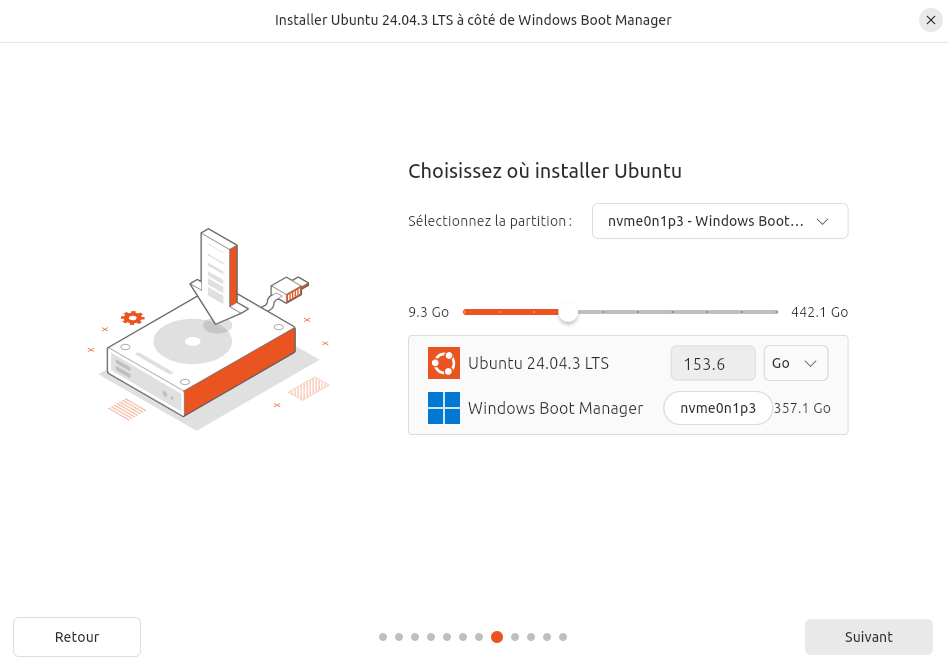 Installer Ubuntu 24.04.3 LTS à côté de Windows Boot Manager
Choisissez où installer Ubuntu
Sélectionnez la partition :
nvme0n1p3 - Windows Boot...
9.3 Go
442.1 Go
Ubuntu 24.04.3 LTS
153.6
Go
Windows Boot Manager
nvme0n1p3
357.1 Go
Retour
Suivant